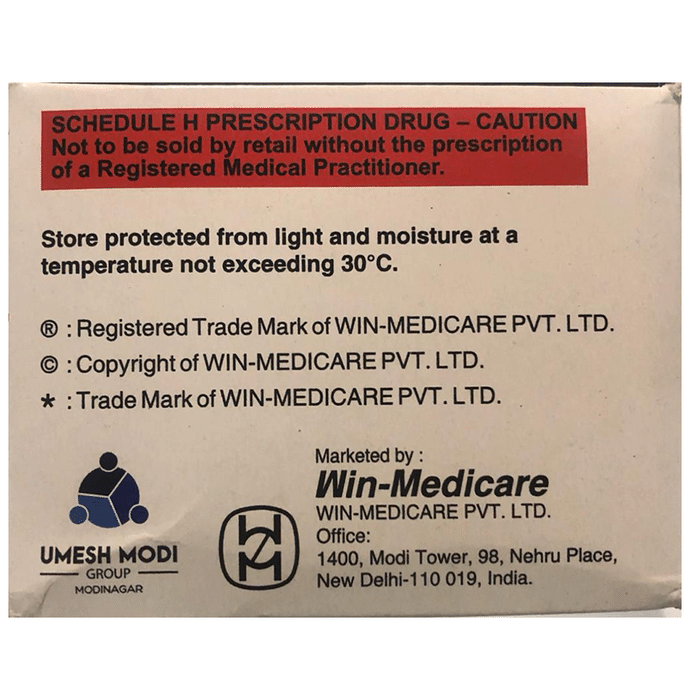 SCHEDULE H PRESCRIPTION DRUG – CAUTION
Not to be sold by retail without the prescription
of a Registered Medical Practitioner.
Store protected from light and moisture at a
temperature not exceeding 30°C.
® : Registered Trade Mark of WIN-MEDICARE PVT. LTD.
© : Copyright of WIN-MEDICARE PVT. LTD.
* : Trade Mark of WIN-MEDICARE PVT. LTD.
UMESH MODI
GROUP
MODINAGAR
Marketed by :
Win-Medicare
WIN-MEDICARE PVT. LTD.
Office:
1400, Modi Tower, 98, Nehru Place,
New Delhi-110 019, India.